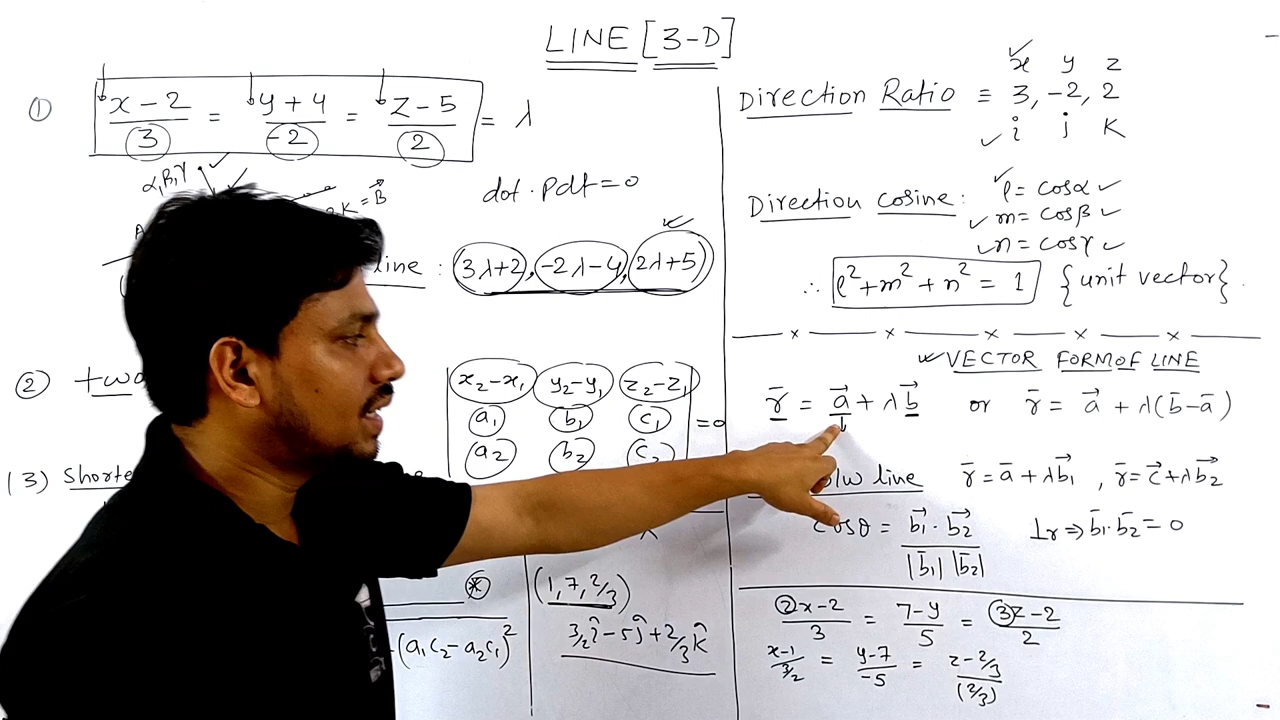 LINE [3-D]
① x-2/3 = y+4/-2 = z-5/2 = λ
α,β,γ
K = B⃗
dot. Pdt = 0
line : (3λ+2, -2λ-4, 2λ+5)
②
| x₂-x₁ y₂-y₁ z₂-z₁ |
| a₁ b₁ c₁ | = 0
| a₂ b₂ c₂ |
(3)
(1, 7, 2/3)
3/2 î - 5ĵ + 2/3 k̂
(a₁c₂-a₂c₁)²
Direction Ratio ≡ 3, -2, 2
x y z
i j K
Direction cosine : l = cosα
m = cosβ
n = cosγ
∴ l²+m²+n² = 1 {unit vector}
VECTOR FORM OF LINE
r̄ = a⃗ + λb⃗ or r̄ = a⃗ + λ(b̄-ā)
b/w line r̄ = ā + λb̄₁ , r̄ = c⃗ + λb⃗₂
cosθ = b⃗₁ · b⃗₂ / |b̄₁| |b̄₂| ⊥r ⇒ b̄₁·b̄₂ = 0
2x-2/3 = 7-y/5 = 3z-2/2
x-1/(3/2) = y-7/-5 = z-2/3/(2/3)